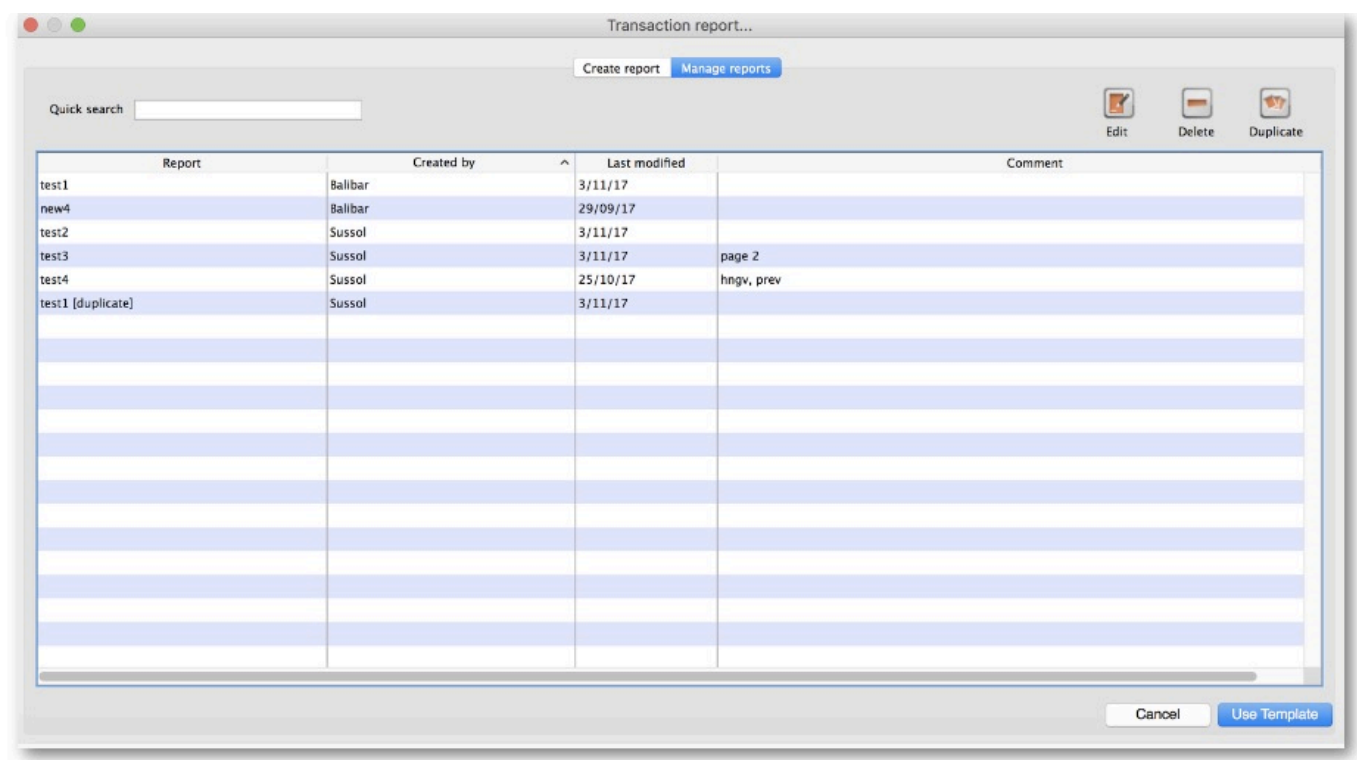 Transaction report...
Create report Manage reports
Quick search
Edit Delete Duplicate
Report Created by Last modified Comment
test1 Balibar 3/11/17
new4 Balibar 29/09/17
test2 Sussol 3/11/17
test3 Sussol 3/11/17 page 2
test4 Sussol 25/10/17 hngv, prev
test1 [duplicate] Sussol 3/11/17
Cancel Use Template